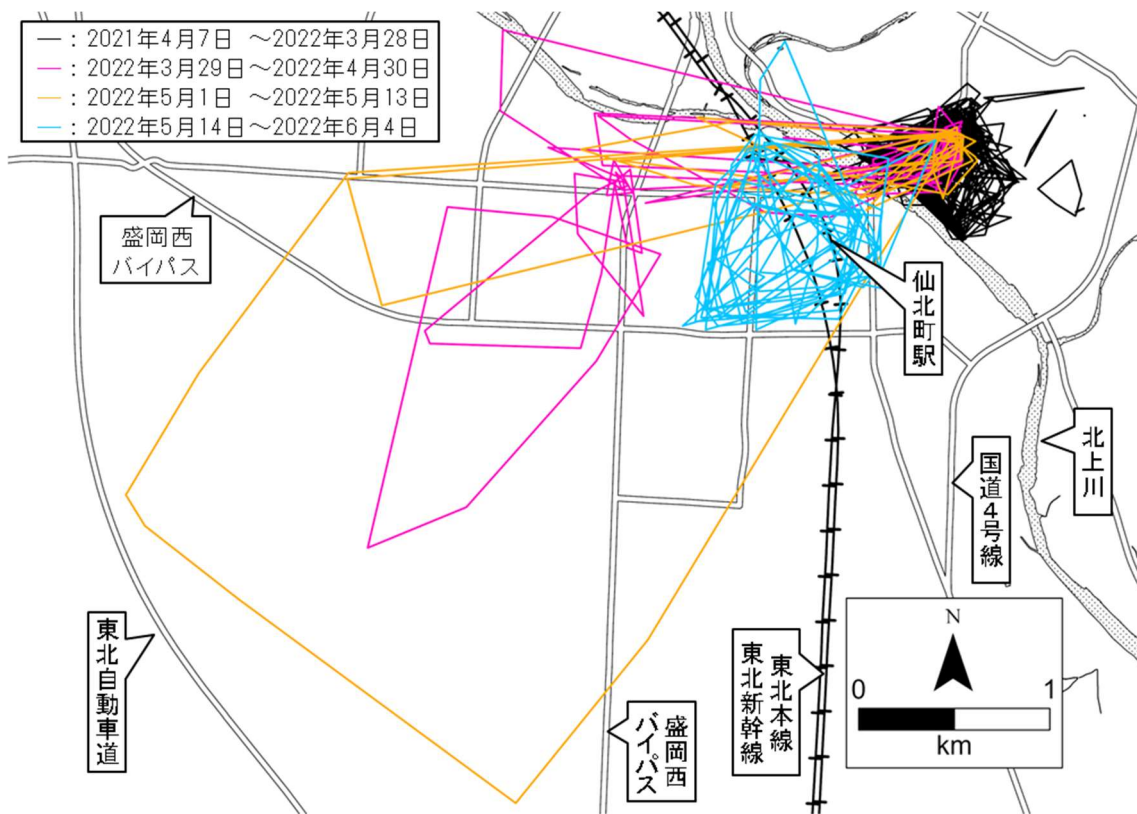 ― : 2021年4月7日 ～2022年3月28日
― : 2022年3月29日～2022年4月30日
― : 2022年5月1日 ～2022年5月13日
― : 2022年5月14日～2022年6月4日
盛岡西
バイパス
仙北町駅
北上川
国道4号線
東北自動車道
盛岡西
バイパス
東北本線
東北新幹線
N
0 1
km